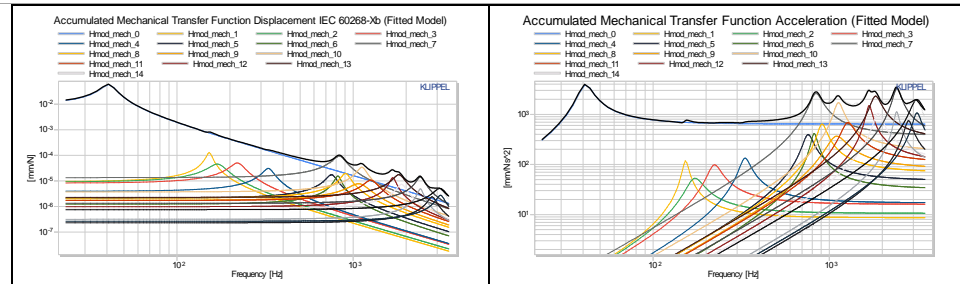 Accumulated Mechanical Transfer Function Displacement IEC 60268-Xb (Fitted Model)
Hmod_mech_0 Hmod_mech_1 Hmod_mech_2 Hmod_mech_3
Hmod_mech_4 Hmod_mech_5 Hmod_mech_6 Hmod_mech_7
Hmod_mech_8 Hmod_mech_9 Hmod_mech_10
Hmod_mech_11 Hmod_mech_12 Hmod_mech_13
Hmod_mech_14
KLIPPEL
10-2
10-3
10-4
10-5
10-6
10-7
[mm/N]
102 103
Frequency [Hz]
Accumulated Mechanical Transfer Function Acceleration (Fitted Model)
Hmod_mech_0 Hmod_mech_1 Hmod_mech_2 Hmod_mech_3
Hmod_mech_4 Hmod_mech_5 Hmod_mech_6 Hmod_mech_7
Hmod_mech_8 Hmod_mech_9 Hmod_mech_10
Hmod_mech_11 Hmod_mech_12 Hmod_mech_13
Hmod_mech_14
KLIPPEL
103
102
101
[mm/Ns^2]
102 103
Frequency [Hz]